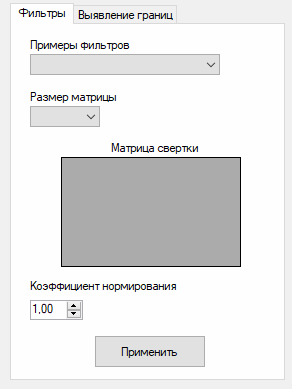 Фильтры Выявление границ
Примеры фильтров
Размер матрицы
Матрица свертки
Коэффициент нормирования
1,00
Применить